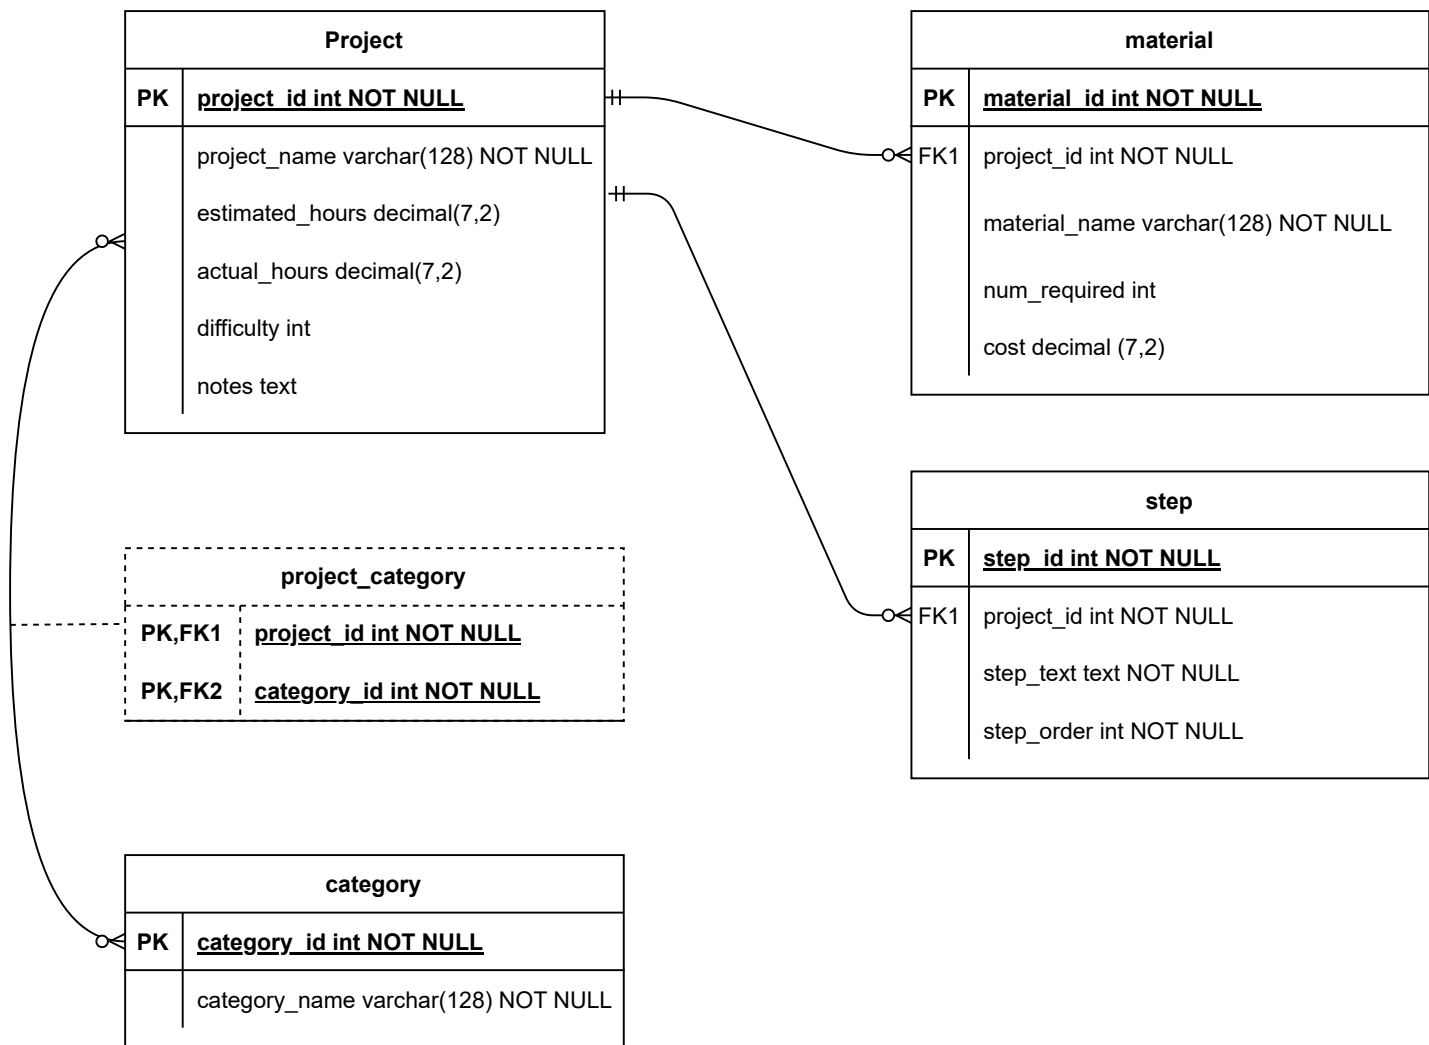 Project
PK project_id int NOT NULL
project_name varchar(128) NOT NULL
estimated_hours decimal(7,2)
actual_hours decimal(7,2)
difficulty int
notes text
material
PK material_id int NOT NULL
FK1 project_id int NOT NULL
material_name varchar(128) NOT NULL
num_required int
cost decimal (7,2)
step
PK step_id int NOT NULL
FK1 project_id int NOT NULL
step_text text NOT NULL
step_order int NOT NULL
project_category
PK,FK1 project_id int NOT NULL
PK,FK2 category_id int NOT NULL
category
PK category_id int NOT NULL
category_name varchar(128) NOT NULL